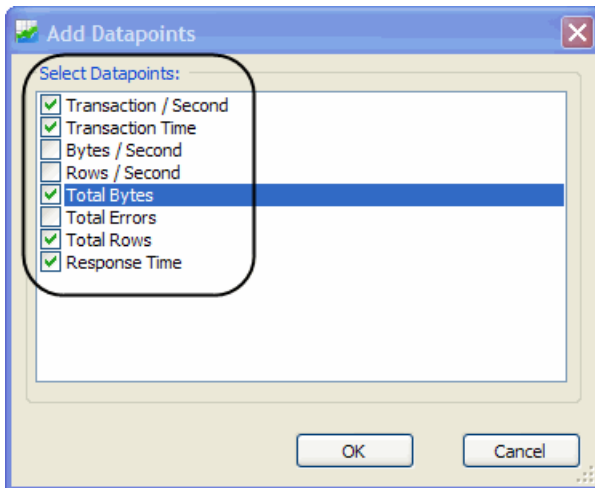 Add Datapoints
Select Datapoints:
Transaction / Second
Transaction Time
Bytes / Second
Rows / Second
Total Bytes
Total Errors
Total Rows
Response Time
OK
Cancel